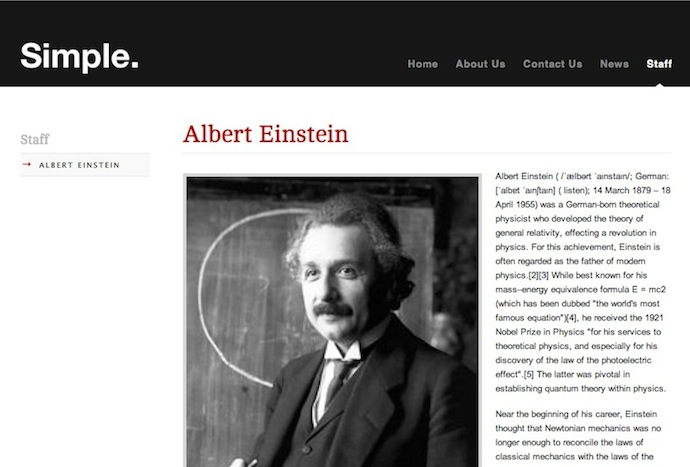 Simple.
Home About Us Contact Us News Staff
Staff
→ ALBERT EINSTEIN
Albert Einstein
Albert Einstein ( /ˈælbərt ˈaɪnstaɪn/; German:
[ˈalbɐt ˈaɪnʃtaɪn] ( listen); 14 March 1879 – 18
April 1955) was a German-born theoretical
physicist who developed the theory of
general relativity, effecting a revolution in
physics. For this achievement, Einstein is
often regarded as the father of modern
physics.[2][3] While best known for his
mass–energy equivalence formula E = mc2
(which has been dubbed "the world's most
famous equation")[4], he received the 1921
Nobel Prize in Physics "for his services to
theoretical physics, and especially for his
discovery of the law of the photoelectric
effect".[5] The latter was pivotal in
establishing quantum theory within physics.
Near the beginning of his career, Einstein
thought that Newtonian mechanics was no
longer enough to reconcile the laws of
classical mechanics with the laws of the